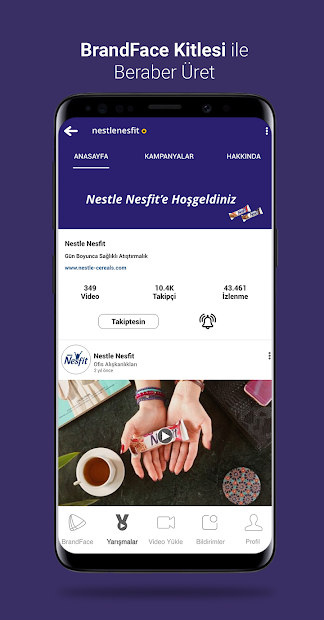 BrandFace Kitlesi ile
Beraber Üret
nestlenesfit
ANASAYFA KAMPANYALAR HAKKINDA
Nestle Nesfit'e Hoşgeldiniz
Nestle Nesfit
Gün Boyunca Sağlıklı Atıştırmalık
www.nestle-cereals.com
349 10.4K 43.461
Video Takipçi İzlenme
Takiptesin
Nesfit
Nestle Nesfit
Ofis Alışkanlıkları
2 yıl önce
BrandFace Yarışmalar Video Yükle Bildirimler Profil